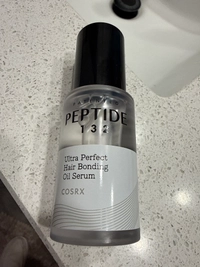 PEPTIDE
132
Ultra Perfect
Hair Bonding
Oil Serum
COSRX